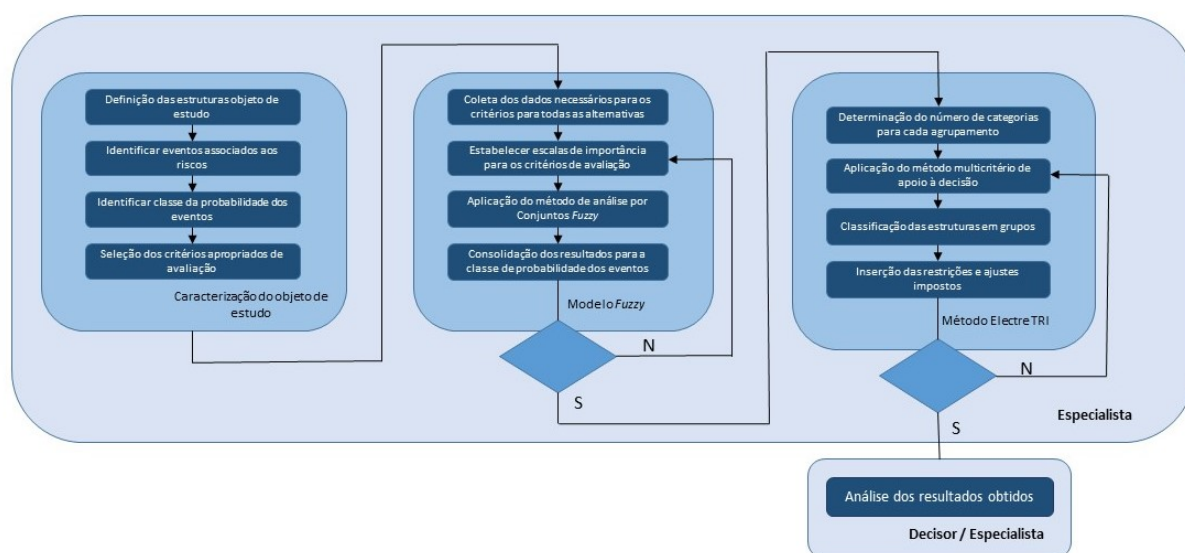 Definição das estruturas objeto de
estudo
Identificar eventos associados aos
riscos
Identificar classe da probabilidade dos
eventos
Seleção dos critérios apropriados de
avaliação
Caracterização do objeto de
estudo
Coleta dos dados necessários para os
critérios para todas as alternativas
Estabelecer escalas de importância
para os critérios de avaliação
Aplicação do método de análise por
Conjuntos Fuzzy
Consolidação dos resultados para a
classe de probabilidade dos eventos
Modelo Fuzzy
N
S
Determinação do número de categorias
para cada agrupamento
Aplicação do método multicritério de
apoio à decisão
Classificação das estruturas em grupos
Inserção das restrições e ajustes
impostos
Método Electre TRI
N
S
Especialista
Análise dos resultados obtidos
Decisor / Especialista